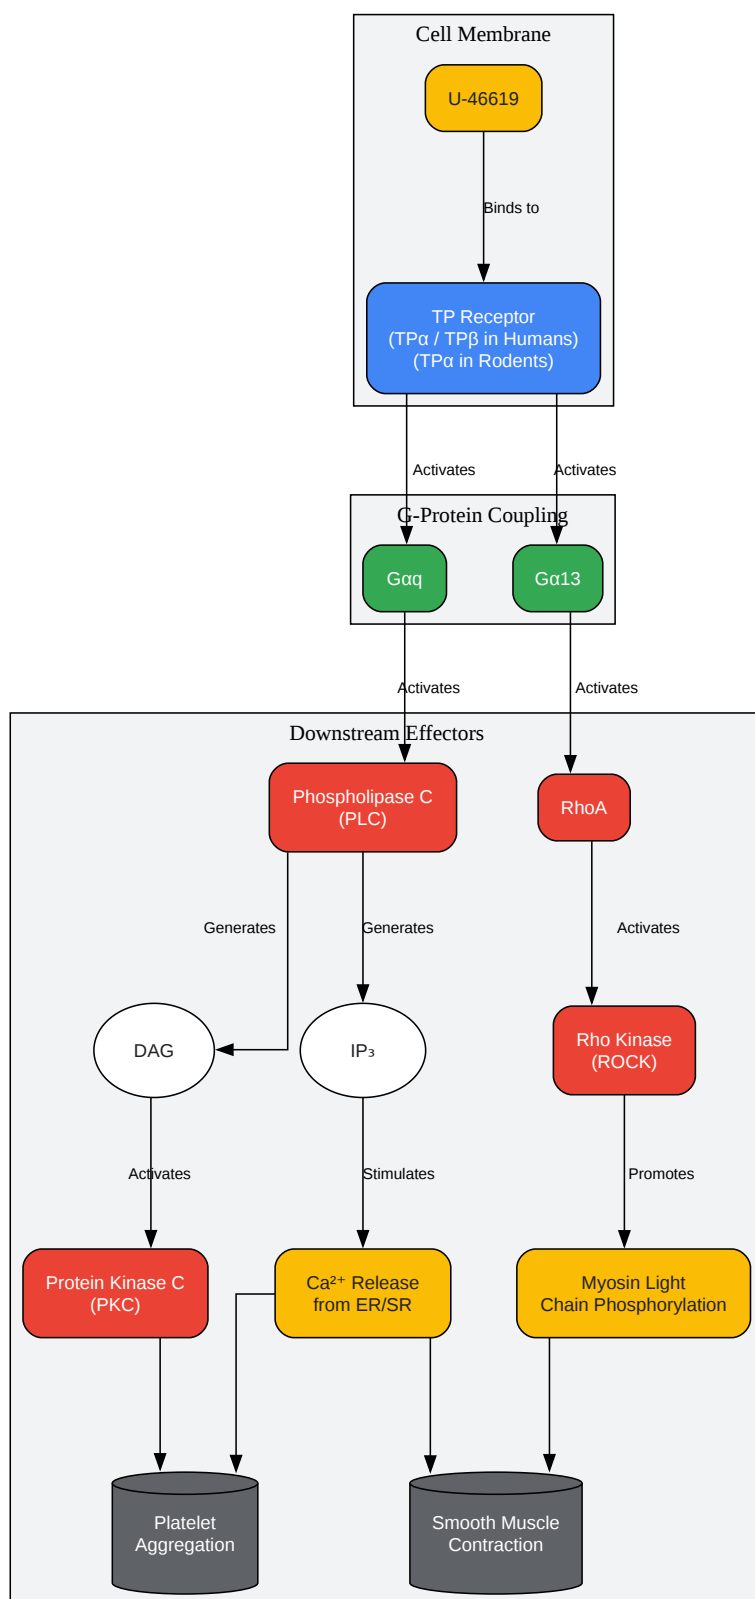 Cell Membrane
U-46619
Binds to
TP Receptor
(TPα / TPβ in Humans)
(TPα in Rodents)
Activates
Activates
G-Protein Coupling
Gαq
Gα13
Activates
Activates
Downstream Effectors
Phospholipase C
(PLC)
RhoA
Generates
Generates
Activates
DAG
IP₃
Rho Kinase
(ROCK)
Activates
Stimulates
Promotes
Protein Kinase C
(PKC)
Ca²⁺ Release
from ER/SR
Myosin Light
Chain Phosphorylation
Platelet
Aggregation
Smooth Muscle
Contraction